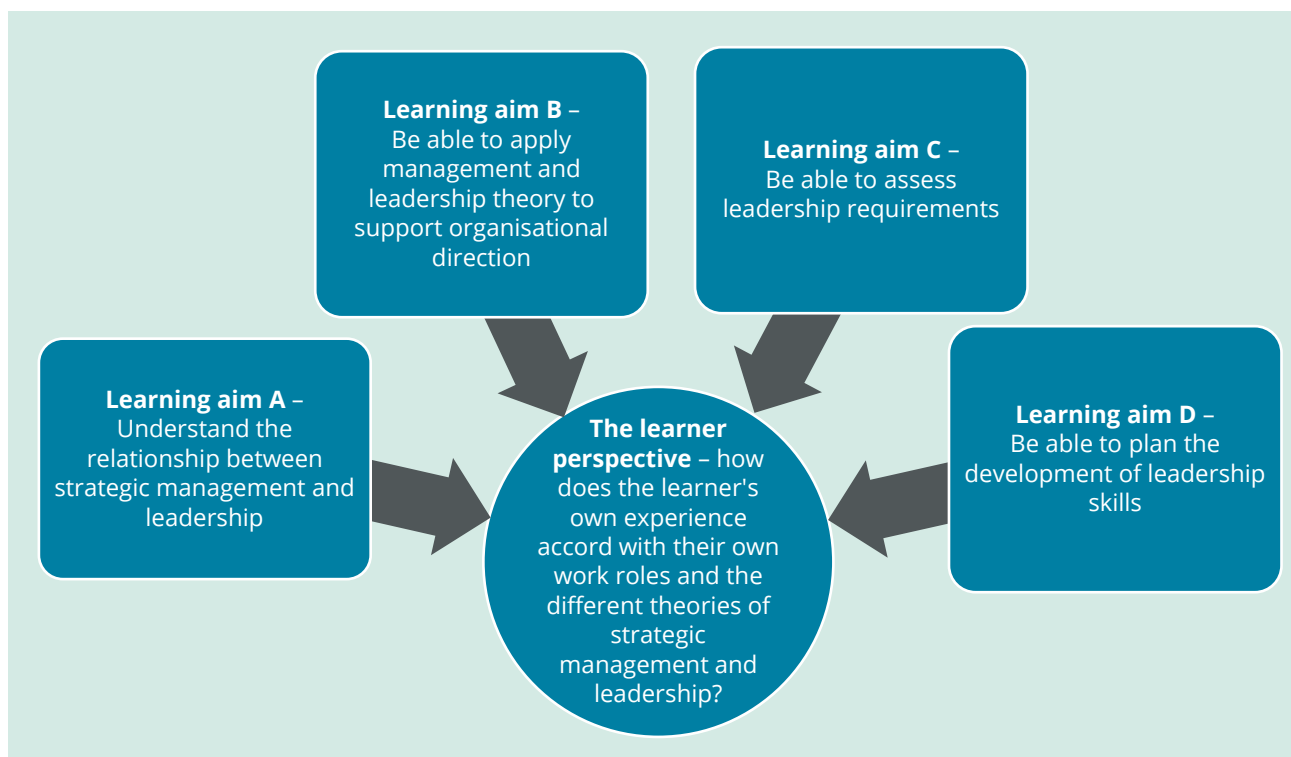 Learning aim B –
Be able to apply
management and
leadership theory to
support organisational
direction
Learning aim C –
Be able to assess
leadership requirements
Learning aim A –
Understand the
relationship between
strategic management and
leadership
Learning aim D –
Be able to plan the
development of leadership
skills
The learner
perspective – how
does the learner's
own experience
accord with their own
work roles and the
different theories of
strategic
management and
leadership?